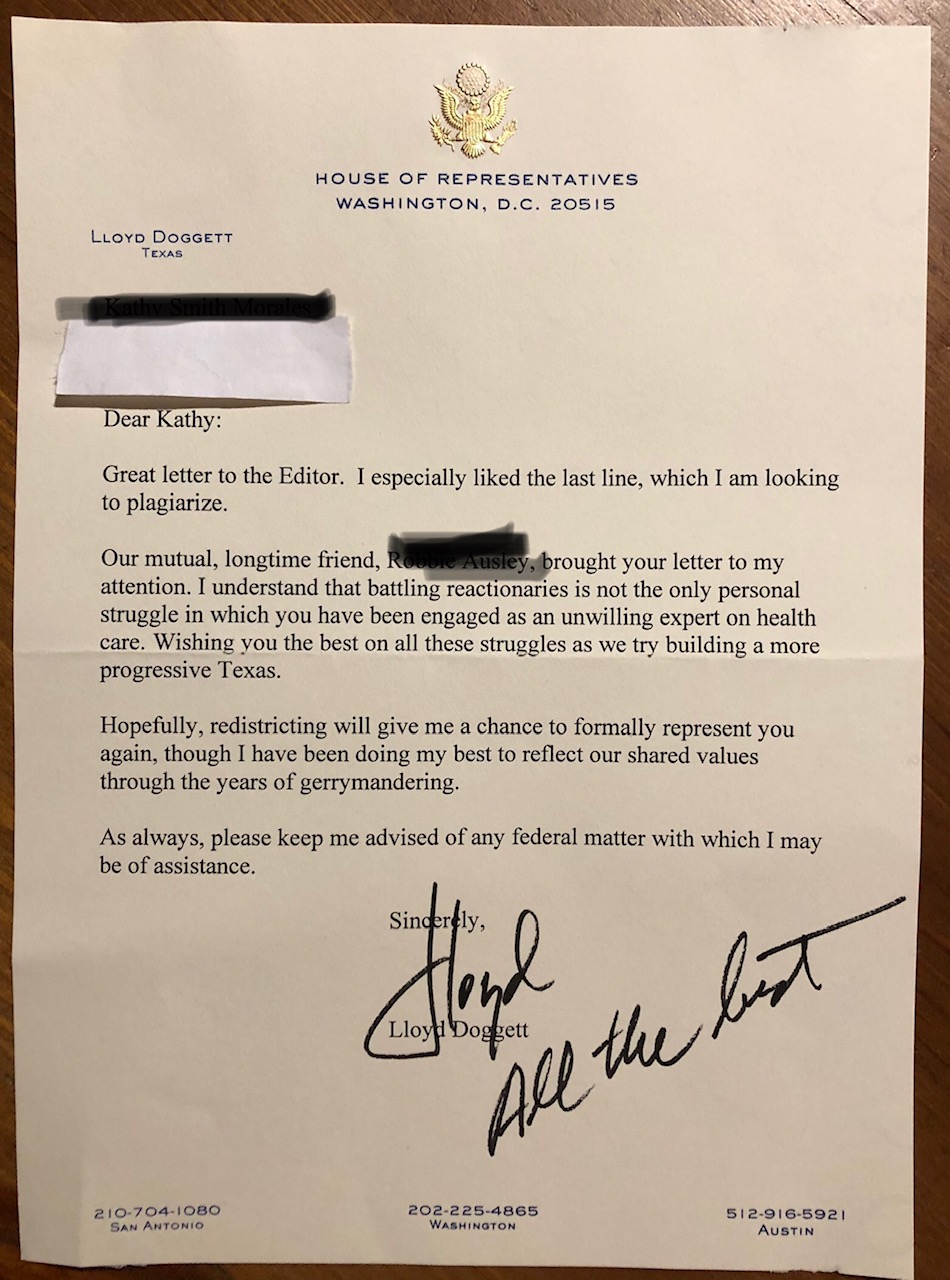 HOUSE OF REPRESENTATIVES
WASHINGTON, D.C. 20515
LLOYD DOGGETT
TEXAS
Kathy Smith Morales
Dear Kathy:
Great letter to the Editor.  I especially liked the last line, which I am looking
to plagiarize.
Our mutual, longtime friend, Robbie Ausley, brought your letter to my
attention. I understand that battling reactionaries is not the only personal
struggle in which you have been engaged as an unwilling expert on health
care. Wishing you the best on all these struggles as we try building a more
progressive Texas.
Hopefully, redistricting will give me a chance to formally represent you
again, though I have been doing my best to reflect our shared values
through the years of gerrymandering.
As always, please keep me advised of any federal matter with which I may
be of assistance.
Sincerely,
Lloyd
Lloyd Doggett
All the best
210-704-1080
SAN ANTONIO
202-225-4865
WASHINGTON
512-916-5921
AUSTIN